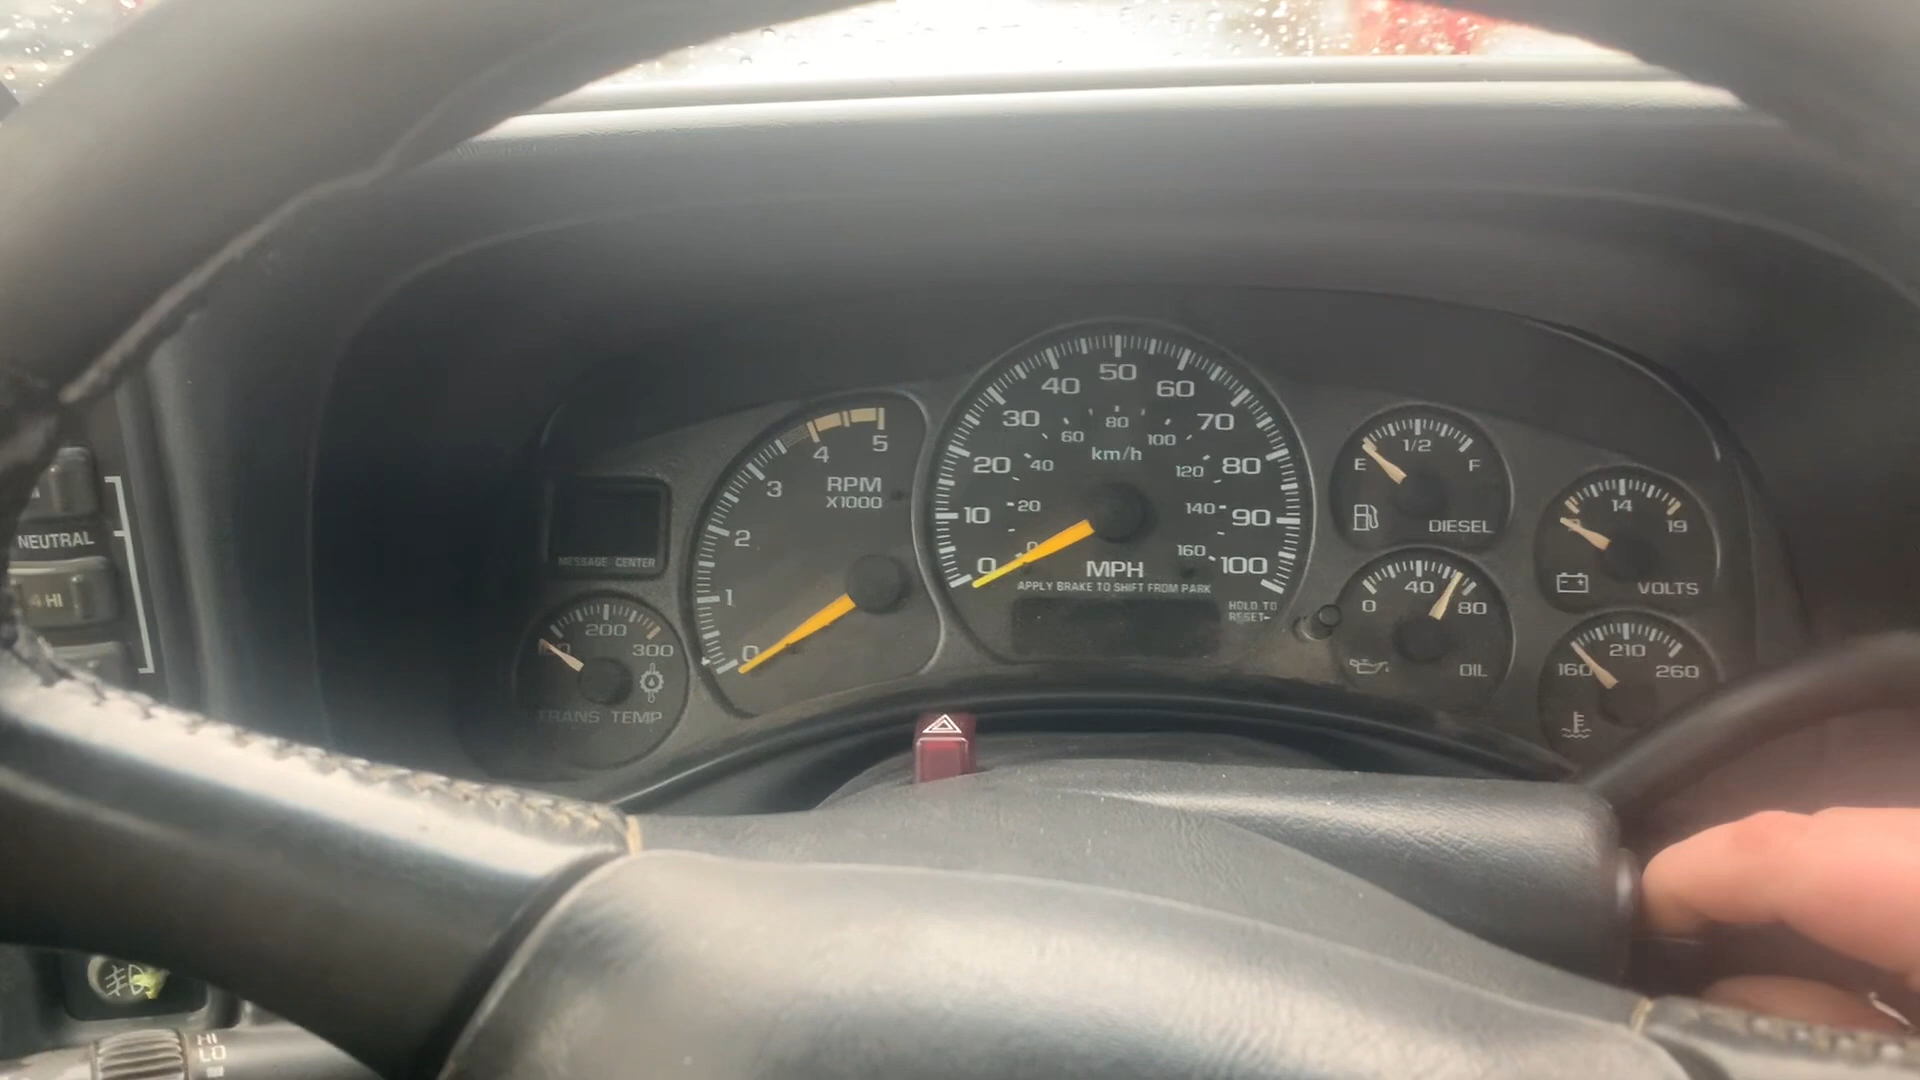 NEUTRAL
4HI
MESSAGE CENTER
200
300
TRANS TEMP
0
1
2
3
4
5
RPM
X1000
0
10
20
30
40
50
60
70
80
90
100
0
20
40
60
80
100
120
140
160
km/h
MPH
APPLY BRAKE TO SHIFT FROM PARK
HOLD TO
RESET
E
1/2
F
DIESEL
0
40
80
OIL
14
19
VOLTS
160
210
260
HI
LO